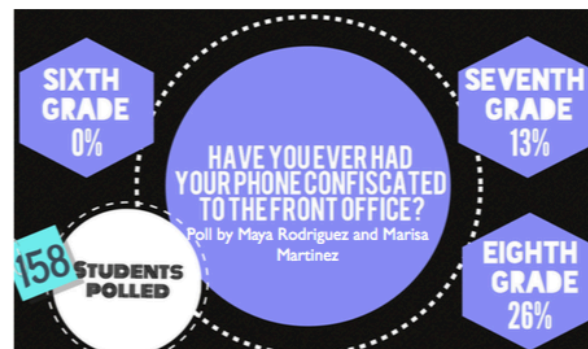 SIXTH
GRADE
0%
HAVE YOU EVER HAD
YOUR PHONE CONFISCATED
TO THE FRONT OFFICE?
Poll by Maya Rodriguez and Marisa
Martinez
SEVENTH
GRADE
13%
158
STUDENTS
POLLED
EIGHTH
GRADE
26%